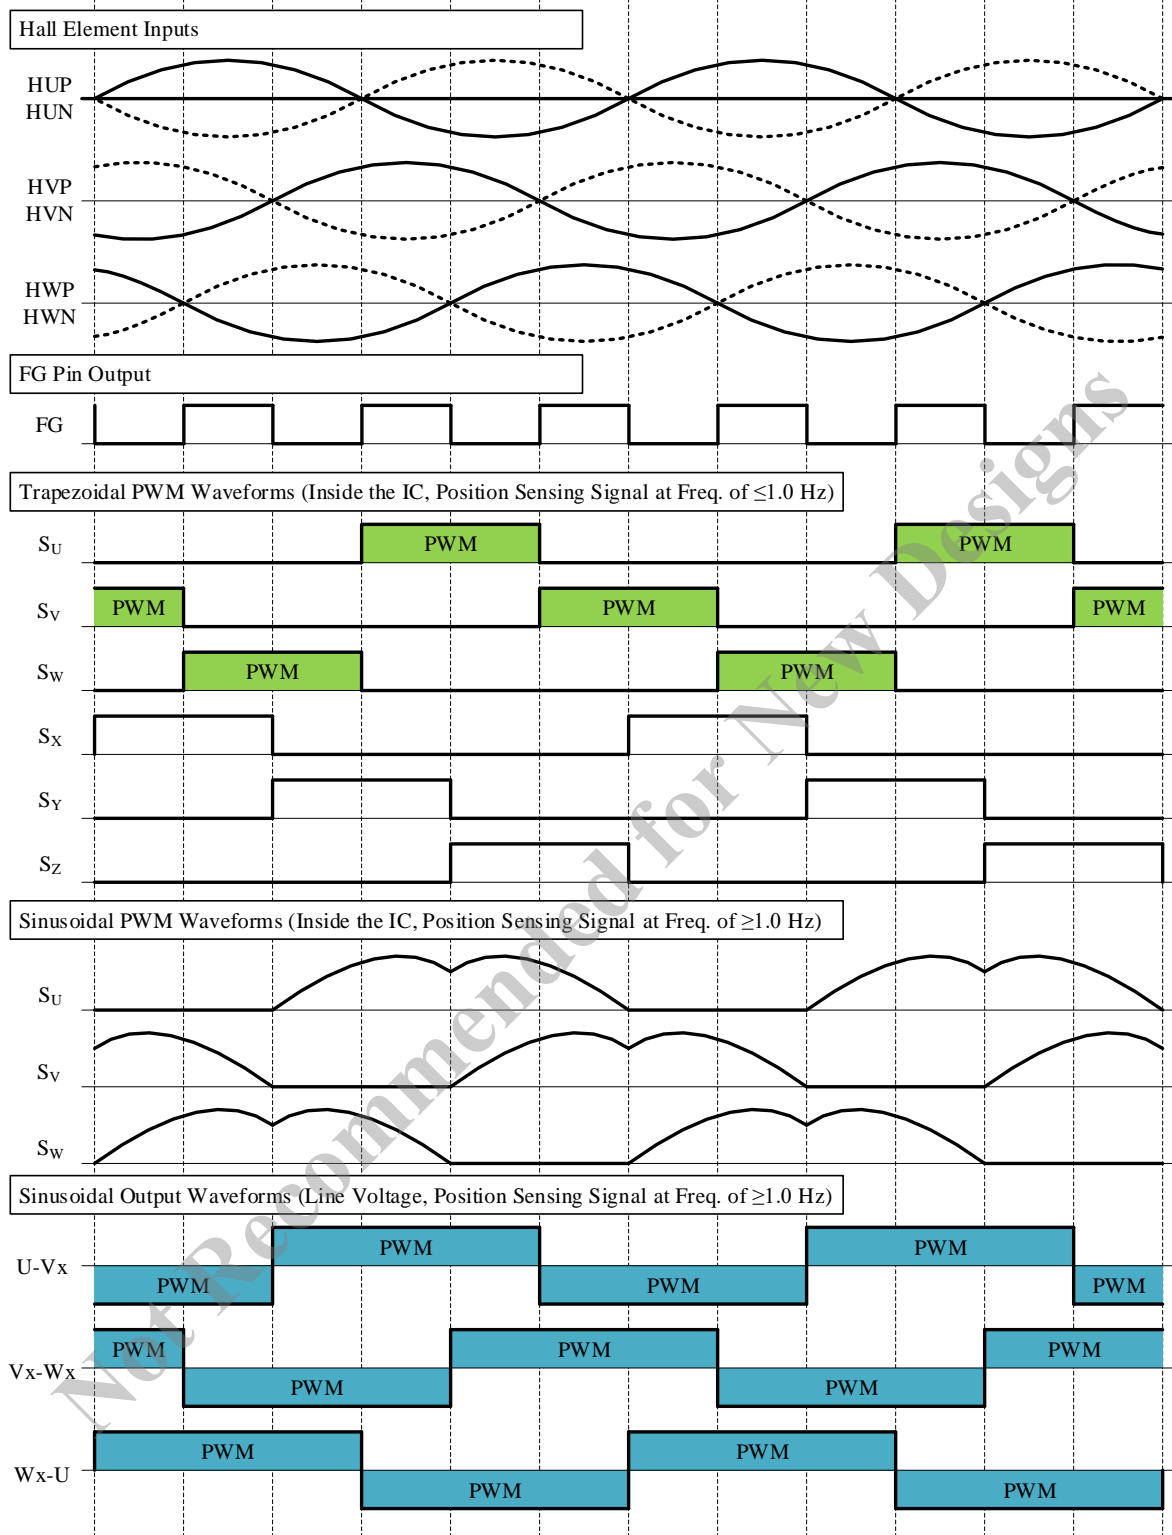 Hall Element Inputs
HUP
HUN
HVP
HVN
HWP
HWN
FG Pin Output
FG
Trapezoidal PWM Waveforms (Inside the IC, Position Sensing Signal at Freq. of ≤1.0 Hz)
SU PWM PWM
SV PWM PWM PWM
SW PWM PWM
SX
SY
SZ
Sinusoidal PWM Waveforms (Inside the IC, Position Sensing Signal at Freq. of ≥1.0 Hz)
SU
SV
SW
Sinusoidal Output Waveforms (Line Voltage, Position Sensing Signal at Freq. of ≥1.0 Hz)
PWM PWM
U-Vx
PWM PWM PWM
PWM PWM PWM
Vx-Wx
PWM PWM
PWM PWM
Wx-U
PWM PWM
Not Recommended for New Designs